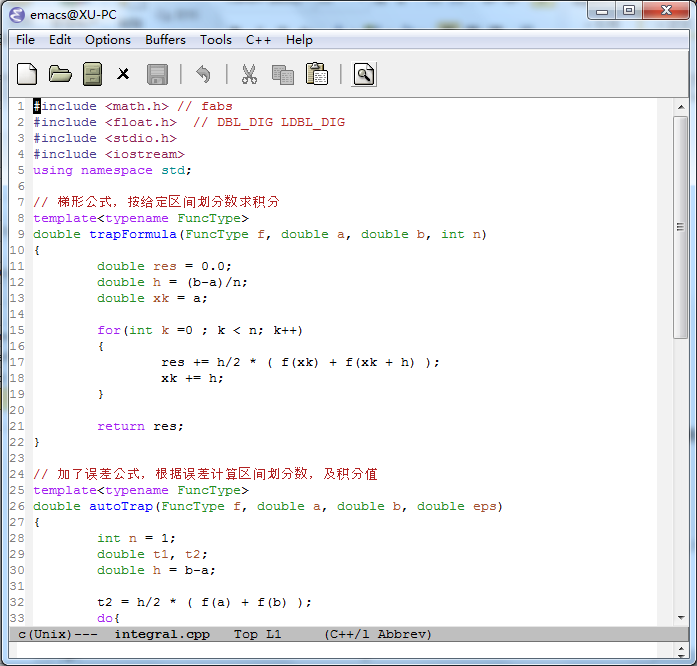 emacs@XU-PC
File Edit Options Buffers Tools C++ Help
1 #include <math.h> // fabs
2 #include <float.h>  // DBL_DIG LDBL_DIG
3 #include <stdio.h>
4 #include <iostream>
5 using namespace std;
6
7 // 梯形公式，按给定区间划分数求积分
8 template<typename FuncType>
9 double trapFormula(FuncType f, double a, double b, int n)
10 {
11         double res = 0.0;
12         double h = (b-a)/n;
13         double xk = a;
14
15         for(int k =0 ; k < n; k++)
16         {
17                 res += h/2 * ( f(xk) + f(xk + h) );
18                 xk += h;
19         }
20
21         return res;
22 }
23
24 // 加了误差公式，根据误差计算区间划分数，及积分值
25 template<typename FuncType>
26 double autoTrap(FuncType f, double a, double b, double eps)
27 {
28         int n = 1;
29         double t1, t2;
30         double h = b-a;
31
32         t2 = h/2 * ( f(a) + f(b) );
33         do{
c(Unix)---  integral.cpp   Top L1     (C++/l Abbrev)